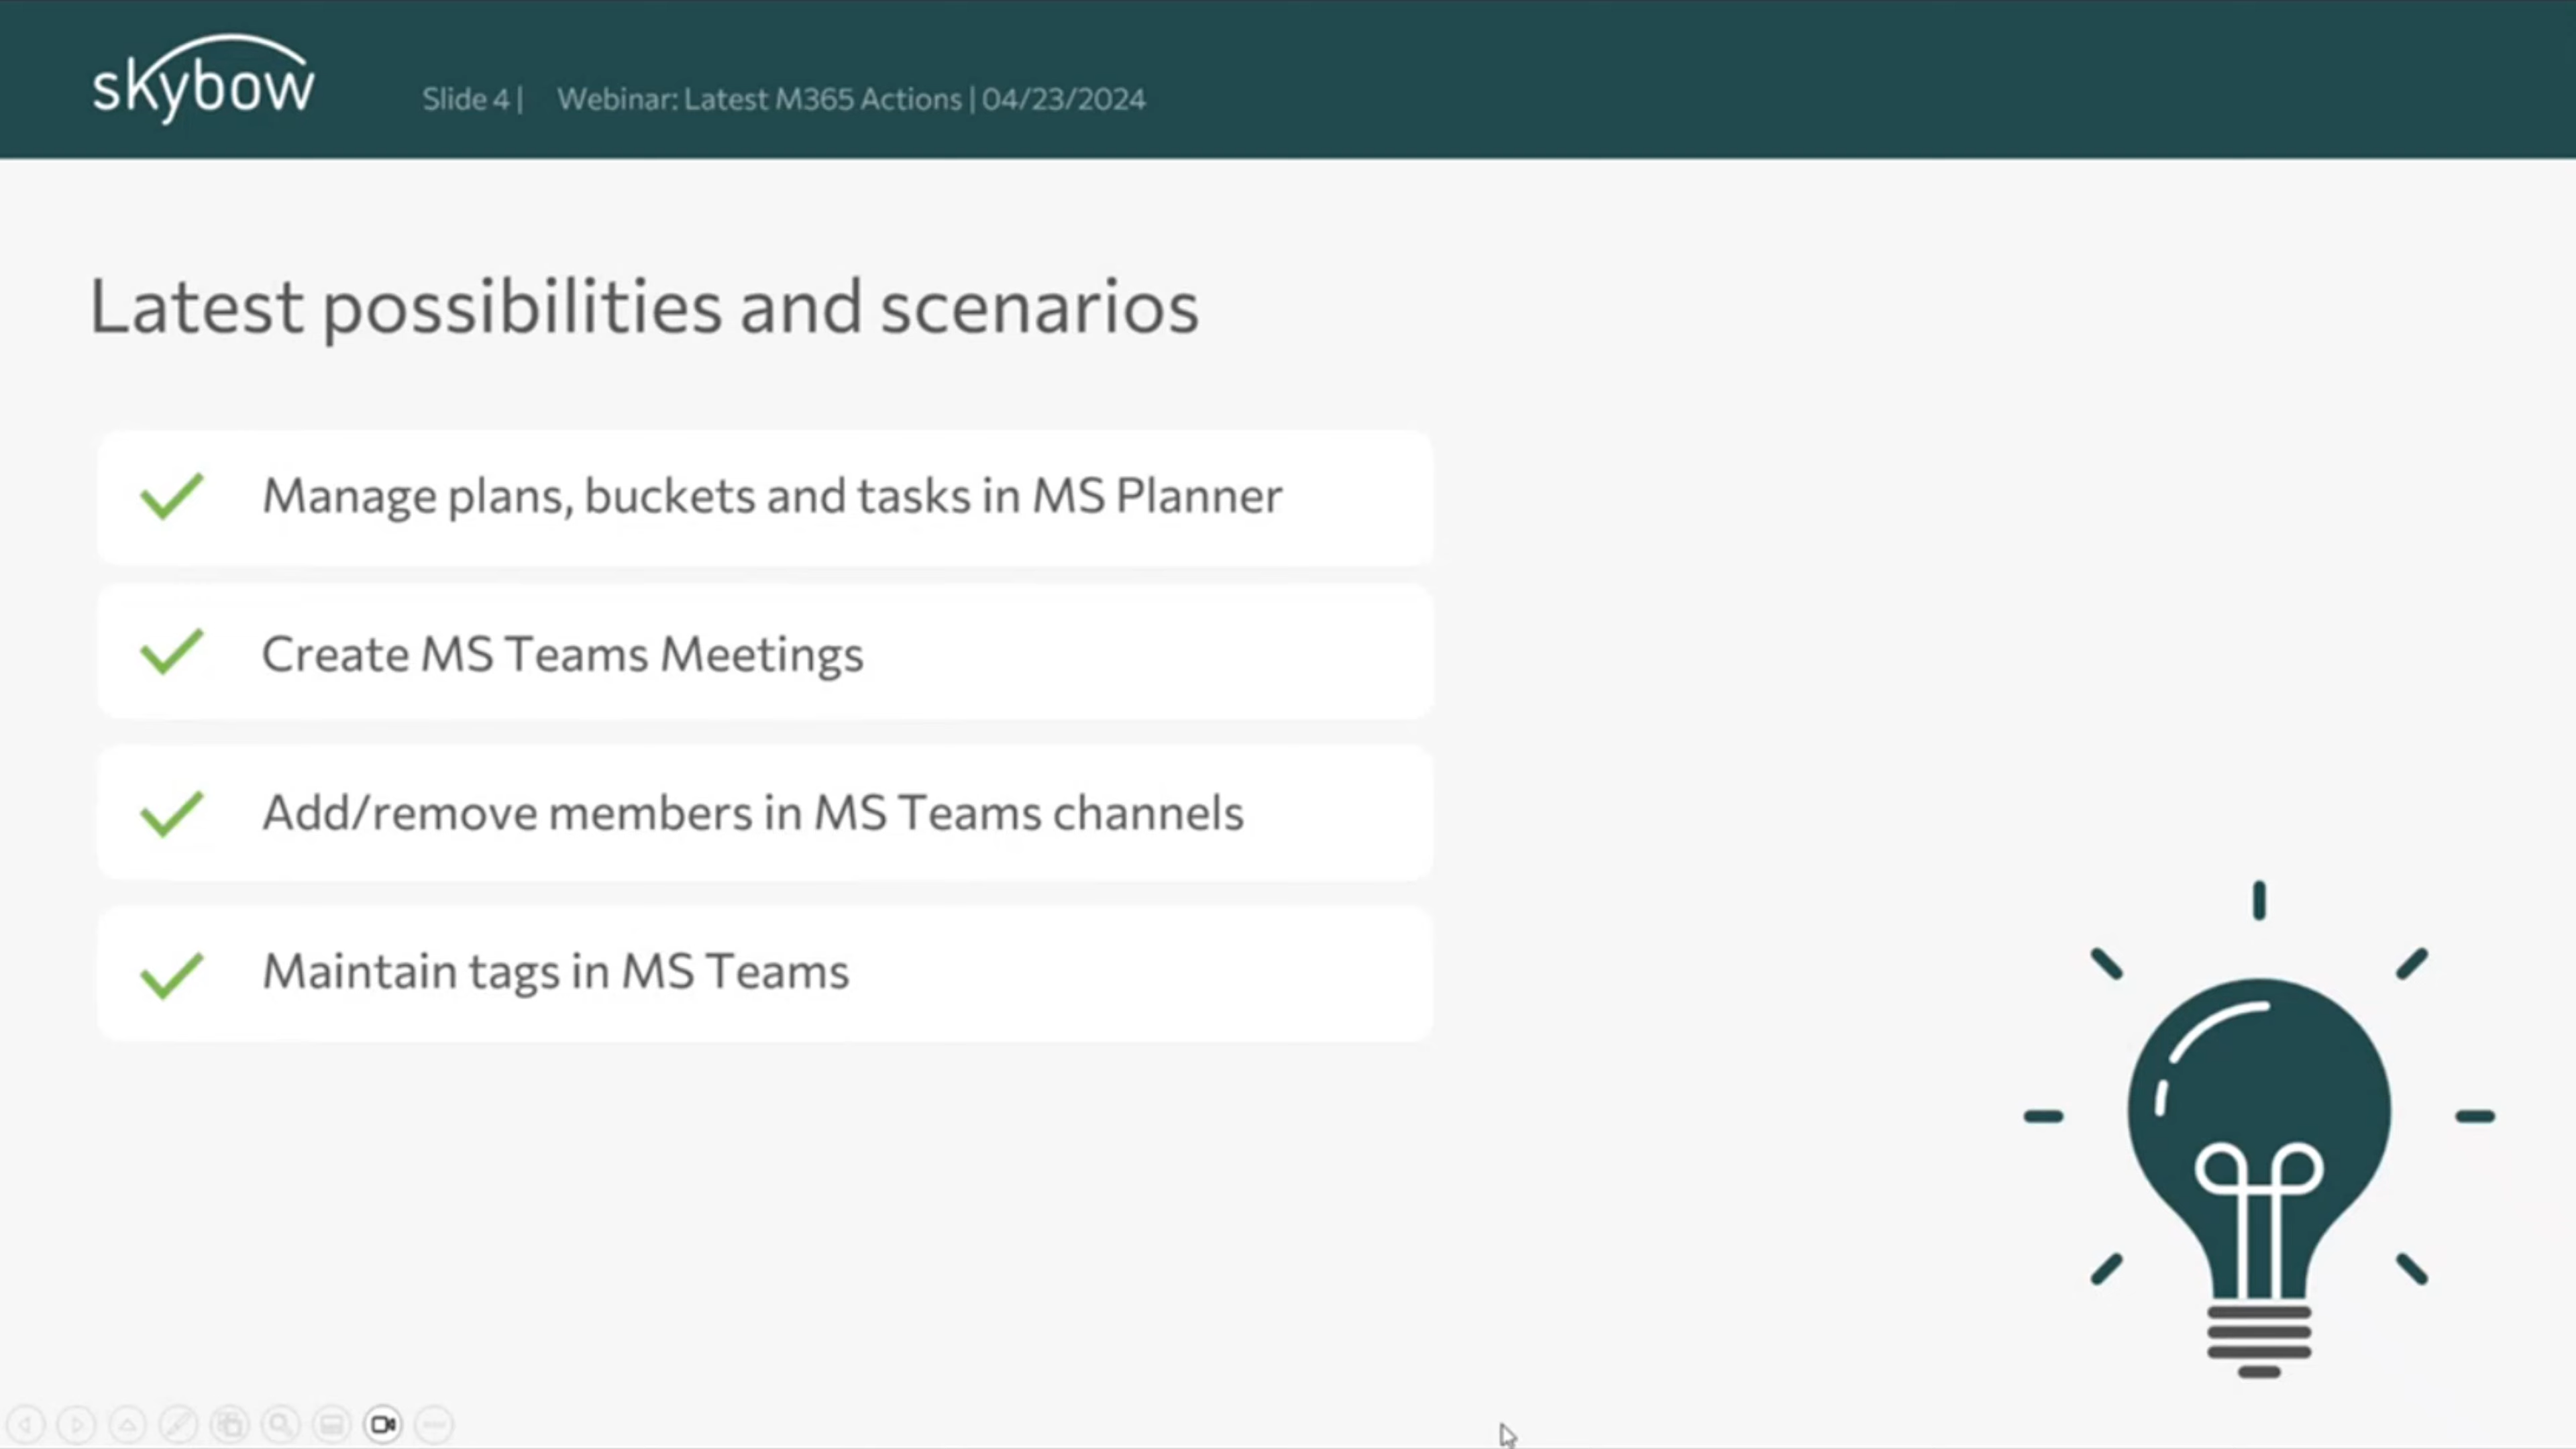 skybow
Slide 4 | Webinar: Latest M365 Actions | 04/23/2024
Latest possibilities and scenarios
Manage plans, buckets and tasks in MS Planner
Create MS Teams Meetings
Add/remove members in MS Teams channels
Maintain tags in MS Teams